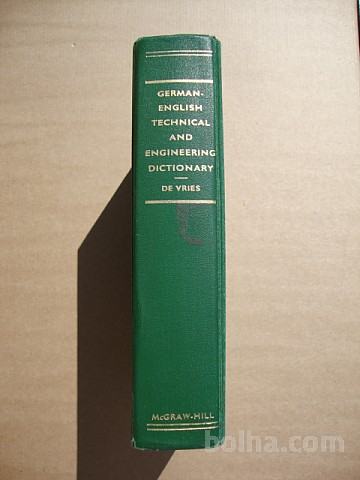 GERMAN-
ENGLISH
TECHNICAL
AND
ENGINEERING
DICTIONARY
DE VRIES
McGRAW-HILL
bolha.com